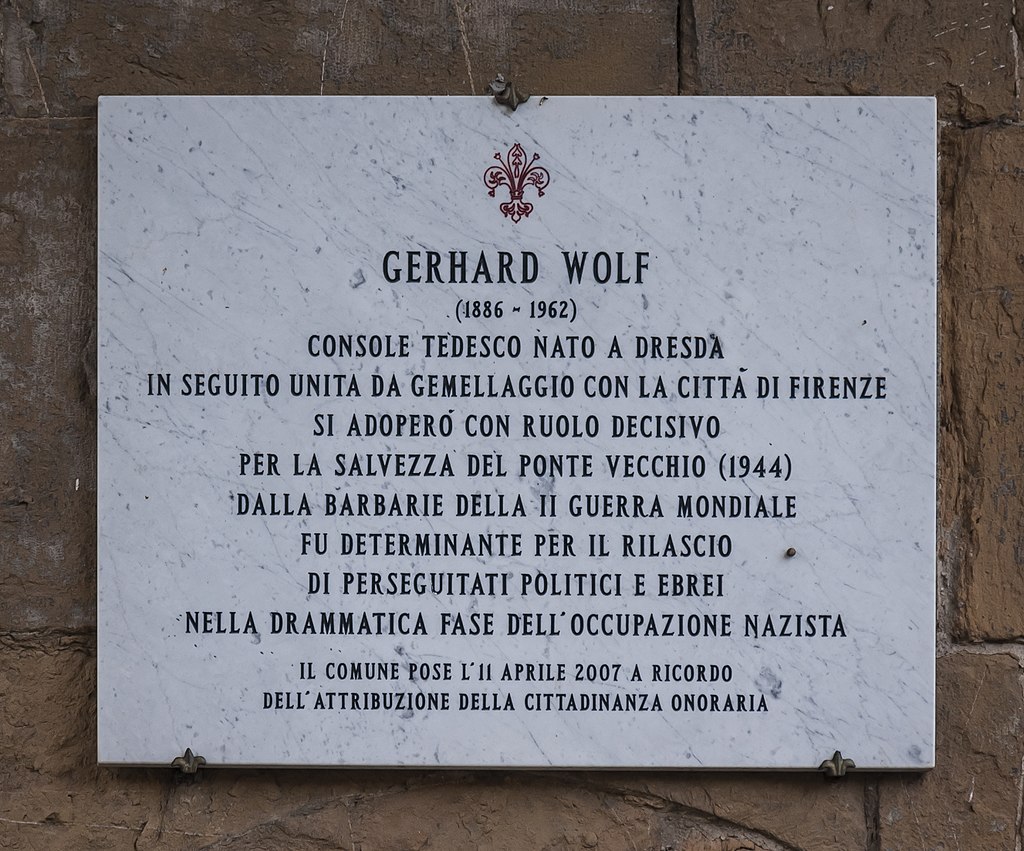 GERHARD WOLF
(1886 - 1962)
CONSOLE TEDESCO NATO A DRESDA
IN SEGUITO UNITA DA GEMELLAGGIO CON LA CITTÀ DI FIRENZE
SI ADOPERÓ CON RUOLO DECISIVO
PER LA SALVEZZA DEL PONTE VECCHIO (1944)
DALLA BARBARIE DELLA II GUERRA MONDIALE
FU DETERMINANTE PER IL RILASCIO
DI PERSEGUITATI POLITICI E EBREI
NELLA DRAMMATICA FASE DELL'OCCUPAZIONE NAZISTA
IL COMUNE POSE L'11 APRILE 2007 A RICORDO
DELL'ATTRIBUZIONE DELLA CITTADINANZA ONORARIA